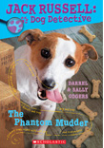 JACK RUSSELL:
Dog Detective
DARREL
& SALLY
ODGERS
The
Phantom Mudder
SCHOLASTIC